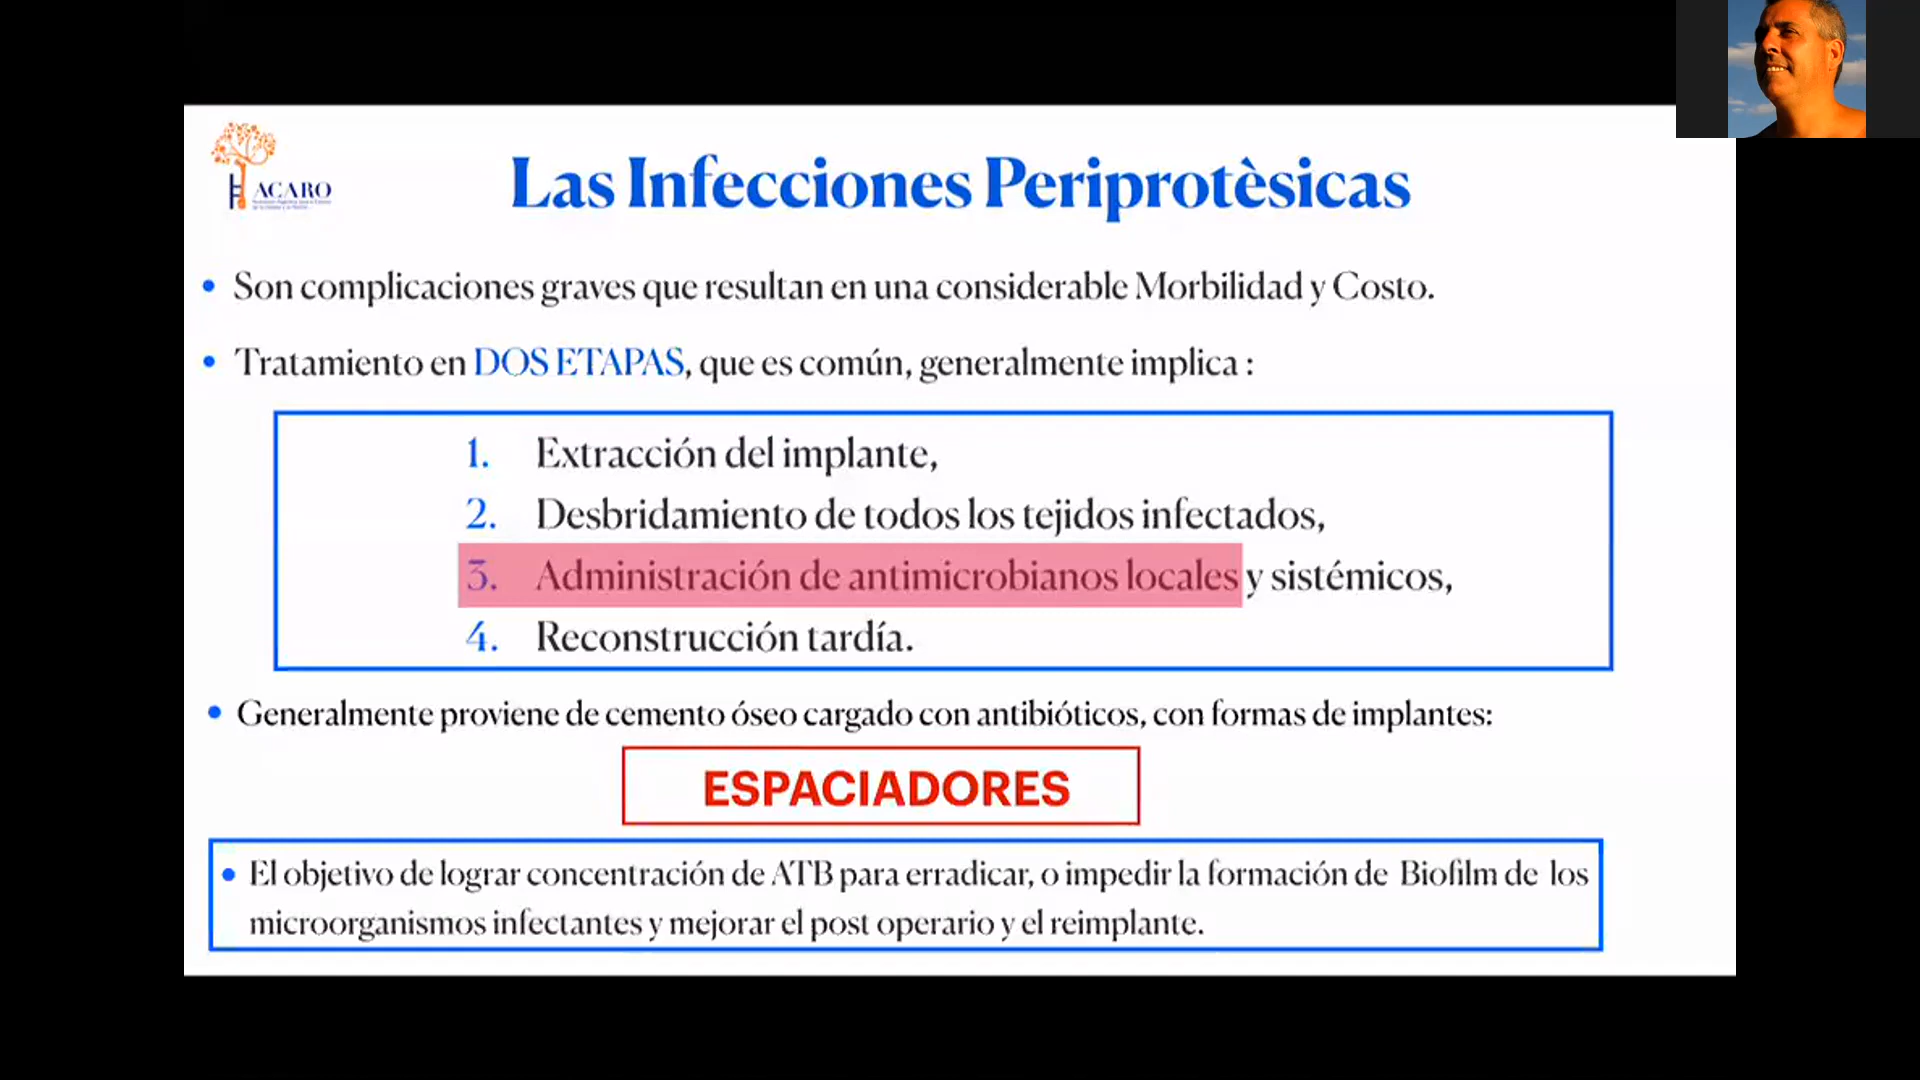 ACARO
Las Infecciones Periprotèsicas
• Son complicaciones graves que resultan en una considerable Morbilidad y Costo.
• Tratamiento en DOS ETAPAS, que es común, generalmente implica :
1. Extracción del implante,
2. Desbridamiento de todos los tejidos infectados,
3. Administración de antimicrobianos locales y sistémicos,
4. Reconstrucción tardía.
• Generalmente proviene de cemento óseo cargado con antibióticos, con formas de implantes:
ESPACIADORES
• El objetivo de lograr concentración de ATB para erradicar, o impedir la formación de Biofilm de los
microorganismos infectantes y mejorar el post operario y el reimplante.